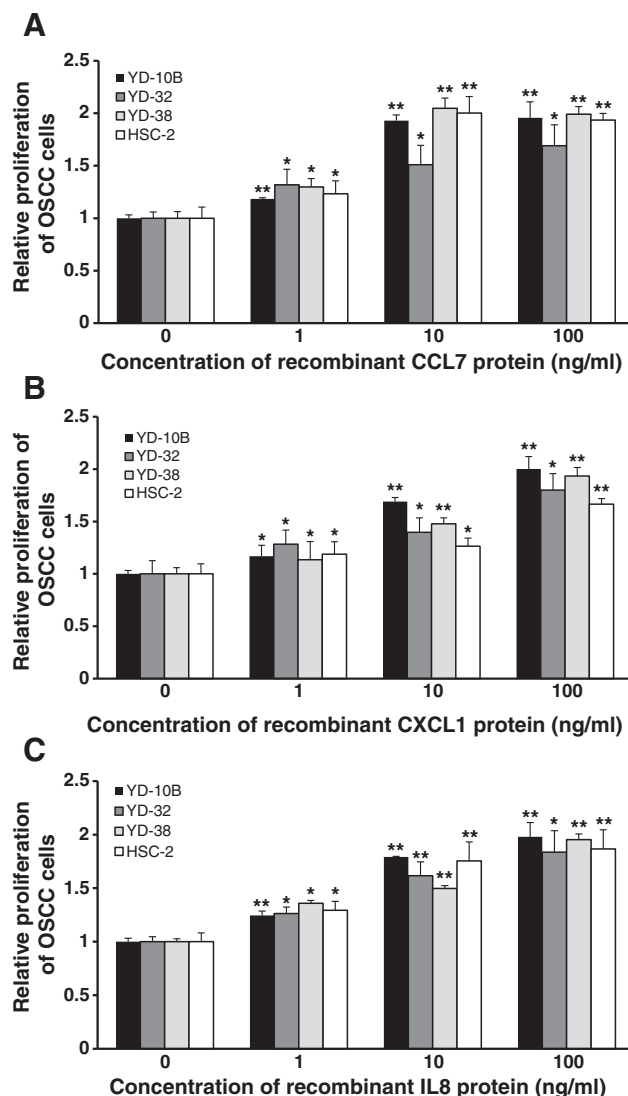 A
Relative proliferation
of OSCC cells
2.5
2
1.5
1
0.5
0
YD-10B
YD-32
YD-38
HSC-2
** * * *
** * ** **
** * ** **
0 1 10 100
Concentration of recombinant CCL7 protein (ng/ml)
B
Relative proliferation of
OSCC cells
2.5
2
1.5
1
0.5
0
YD-10B
YD-32
YD-38
HSC-2
* * * *
** * ** *
** * ** **
0 1 10 100
Concentration of recombinant CXCL1 protein (ng/ml)
C
Relative proliferation
of OSCC cells
2.5
2
1.5
1
0.5
0
YD-10B
YD-32
YD-38
HSC-2
** * * *
** ** ** **
** * ** **
0 1 10 100
Concentration of recombinant IL8 protein (ng/ml)